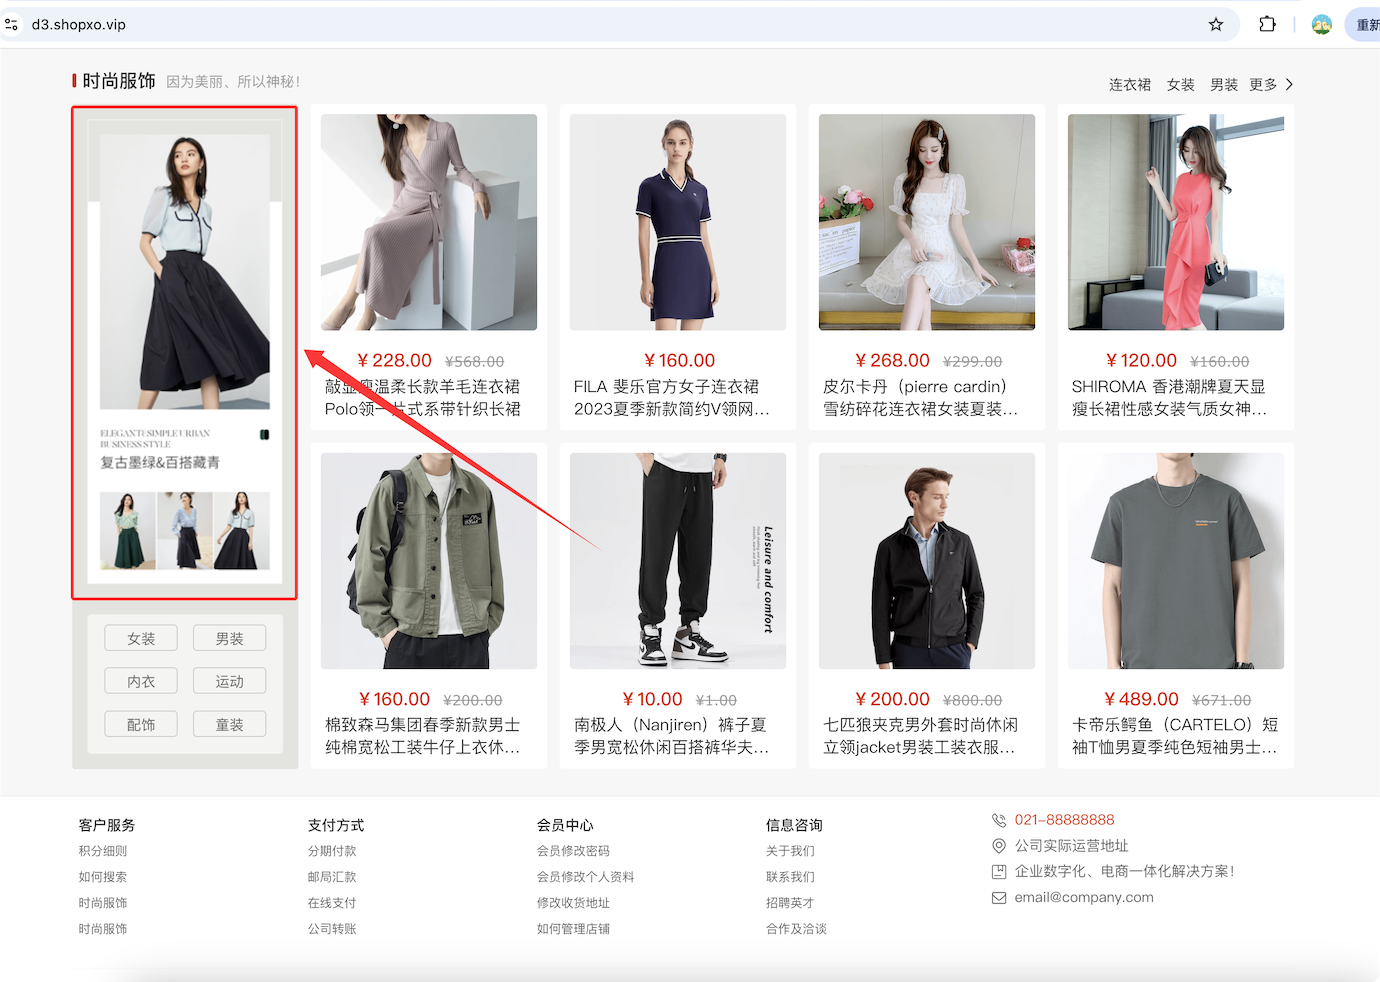 d3.shopxo.vip
重新
时尚服饰 因为美丽、所以神秘!
连衣裙 女装 男装 更多
ELEGANT&SIMPLE URBAN
BUSINESS STYLE
复古墨绿&百搭藏青
女装 男装
内衣 运动
配饰 童装
¥228.00 ¥568.00
敲显瘦温柔长款羊毛连衣裙
Polo领一片式系带针织长裙
¥160.00
FILA 斐乐官方女子连衣裙
2023夏季新款简约V领网...
¥268.00 ¥299.00
皮尔卡丹（pierre cardin）
雪纺碎花连衣裙女装夏装...
¥120.00 ¥160.00
SHIROMA 香港潮牌夏天显
瘦长裙性感女装气质女神...
¥160.00 ¥200.00
棉致森马集团春季新款男士
纯棉宽松工装牛仔上衣休...
Leisure and comfort
¥10.00 ¥1.00
南极人（Nanjiren）裤子夏
季男宽松休闲百搭裤华夫...
¥200.00 ¥800.00
七匹狼夹克男外套时尚休闲
立领jacket男装工装衣服...
¥489.00 ¥671.00
卡帝乐鳄鱼（CARTELO）短
袖T恤男夏季纯色短袖男士...
客户服务
积分细则
如何搜索
时尚服饰
时尚服饰
支付方式
分期付款
邮局汇款
在线支付
公司转账
会员中心
会员修改密码
会员修改个人资料
修改收货地址
如何管理店铺
信息咨询
关于我们
联系我们
招聘英才
合作及洽谈
021-88888888
公司实际运营地址
企业数字化、电商一体化解决方案!
email@company.com